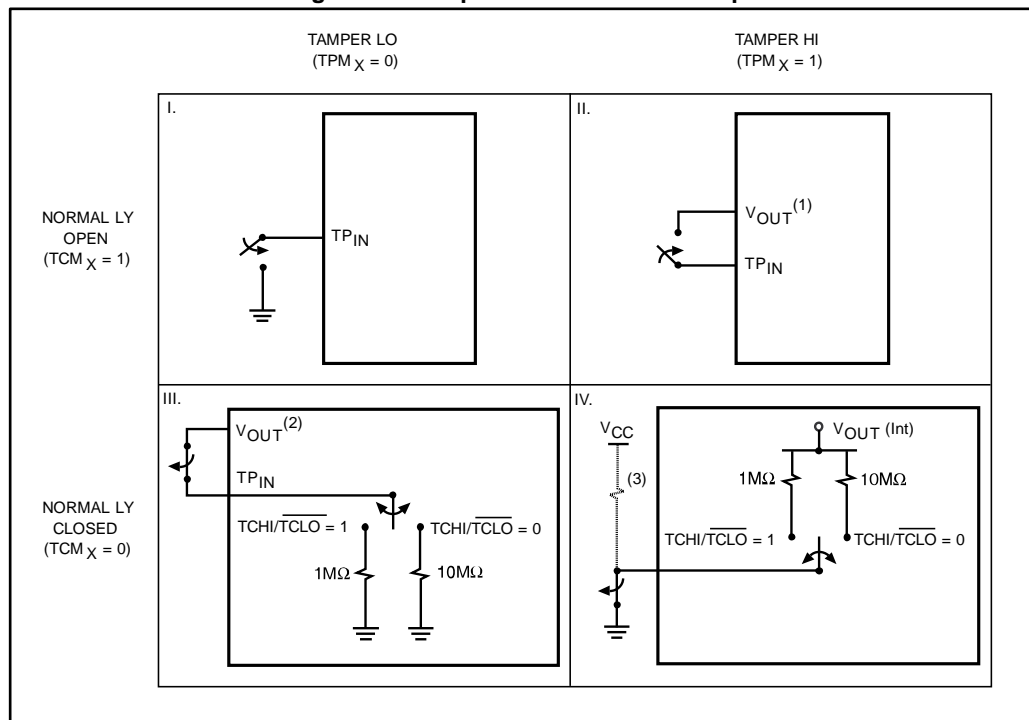 TAMPER LO
(TPM X = 0)
TAMPER HI
(TPM X = 1)
NORMAL LY
OPEN
(TCM X = 1)
I.
TPIN
II.
VOUT(1)
TPIN
NORMAL LY
CLOSED
(TCM X = 0)
III.
VOUT(2)
TPIN
TCHI/TCLO = 1
TCHI/TCLO = 0
1MΩ
10MΩ
IV.
VCC
(3)
VOUT (Int)
1MΩ
10MΩ
TCHI/TCLO = 1
TCHI/TCLO = 0